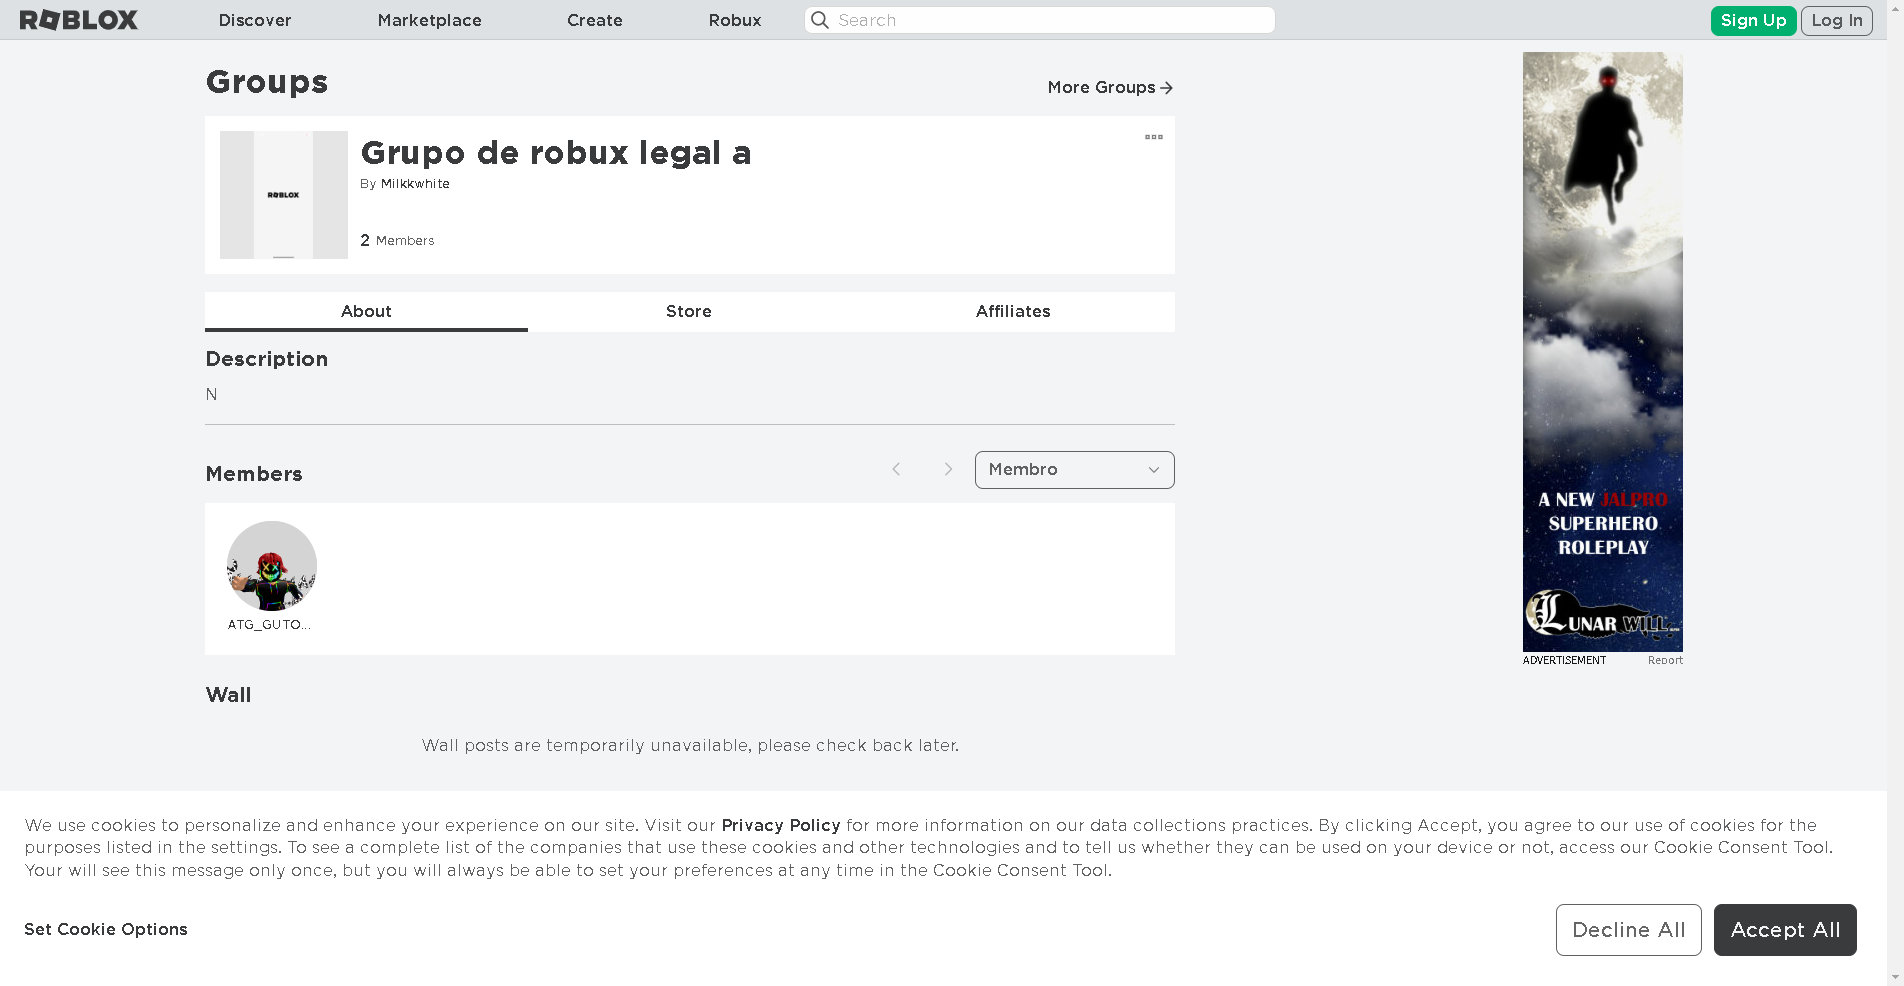 ROBLOX
Discover
Marketplace
Create
Robux
Search
Sign Up
Log In
Groups
More Groups
ROBLOX
Grupo de robux legal a
By Milkkwhite
2 Members
About
Store
Affiliates
Description
N
Members
Membro
ATG_GUTO...
Wall
Wall posts are temporarily unavailable, please check back later.
A NEW JAILPRO
SUPERHERO
ROLEPLAY
LUNAR WILL
ADVERTISEMENT
Report
We use cookies to personalize and enhance your experience on our site. Visit our Privacy Policy for more information on our data collections practices. By clicking Accept, you agree to our use of cookies for the
purposes listed in the settings. To see a complete list of the companies that use these cookies and other technologies and to tell us whether they can be used on your device or not, access our Cookie Consent Tool.
Your will see this message only once, but you will always be able to set your preferences at any time in the Cookie Consent Tool.
Set Cookie Options
Decline All
Accept All